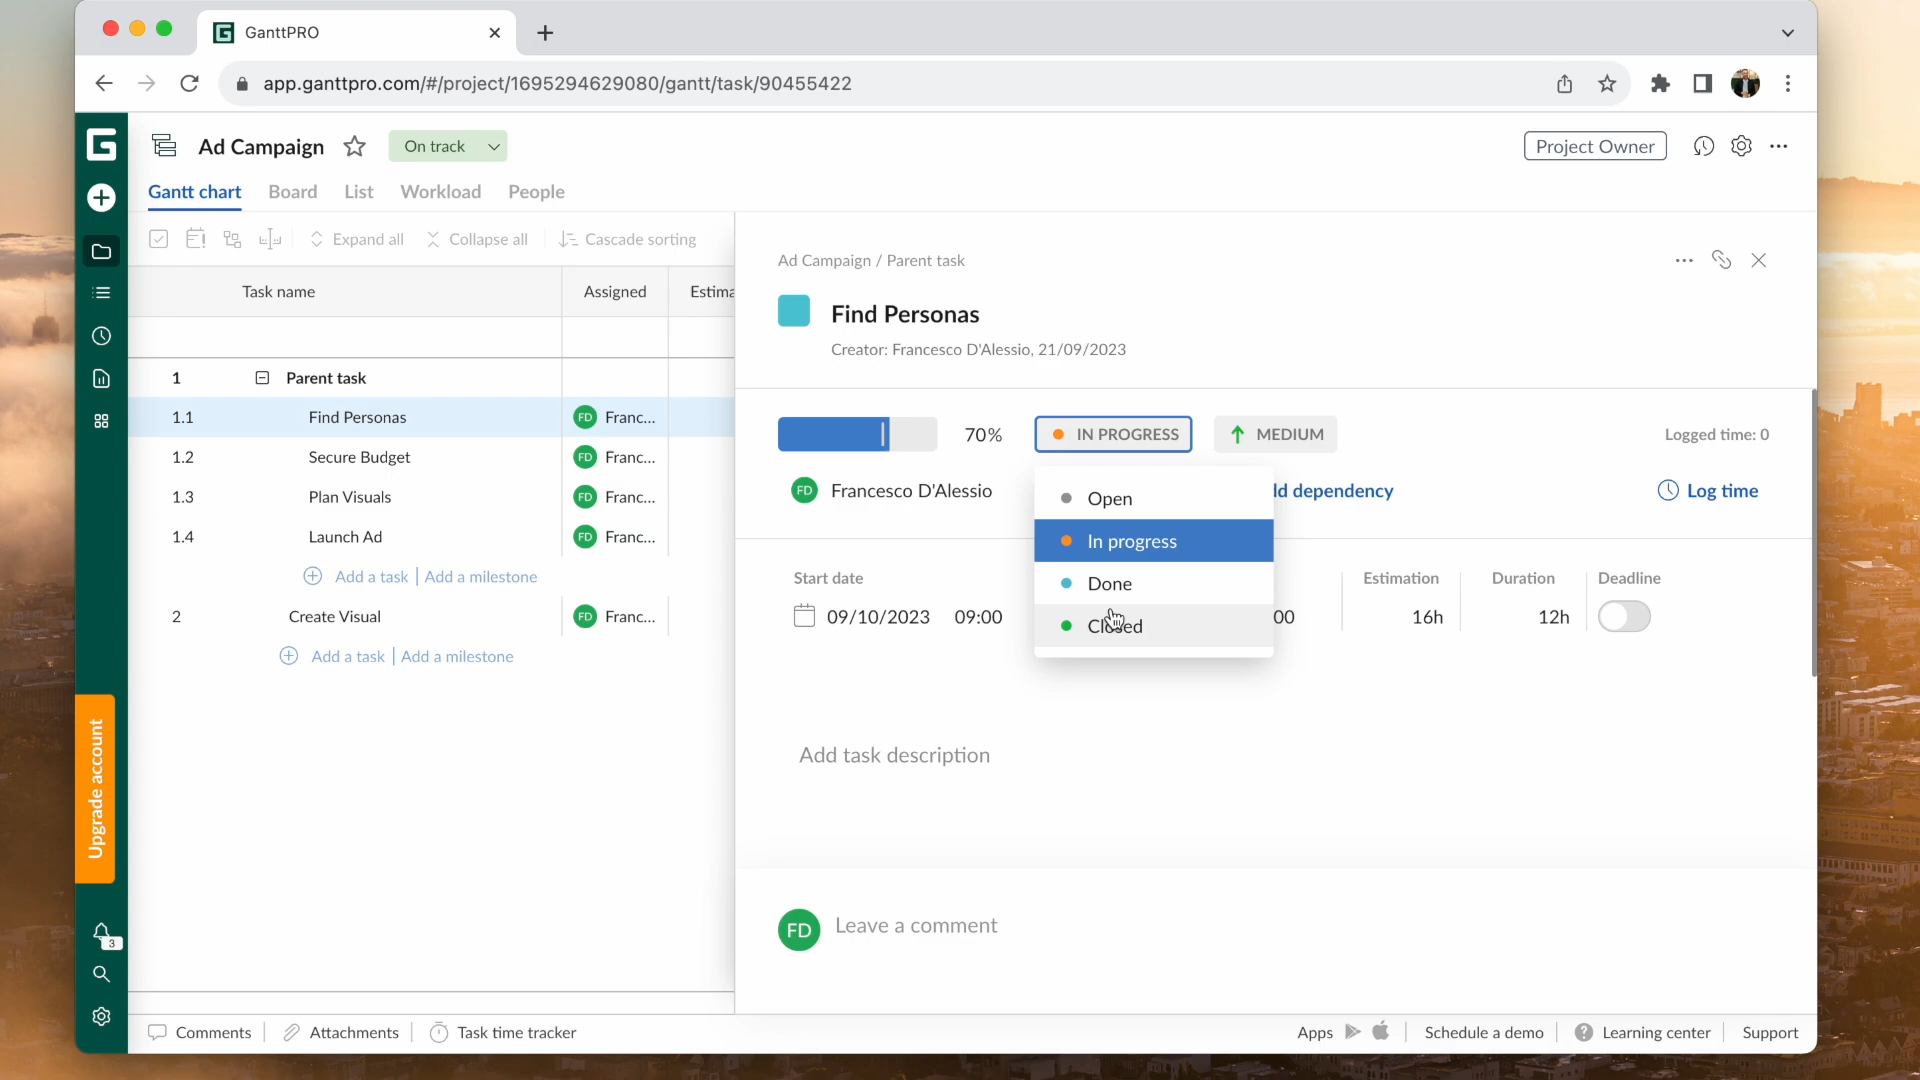 GanttPRO
app.ganttpro.com/#/project/1695294629080/gantt/task/90455422
Ad Campaign
On track
Project Owner
Gantt chart
Board
List
Workload
People
Expand all
Collapse all
Cascade sorting
Task name
Assigned
Estima
1
Parent task
1.1
Find Personas
FD
Franc...
1.2
Secure Budget
FD
Franc...
1.3
Plan Visuals
FD
Franc...
1.4
Launch Ad
FD
Franc...
Add a task | Add a milestone
2
Create Visual
FD
Franc...
Add a task | Add a milestone
Upgrade account
3
Ad Campaign / Parent task
Find Personas
Creator: Francesco D'Alessio, 21/09/2023
70%
IN PROGRESS
MEDIUM
Logged time: 0
FD
Francesco D'Alessio
ld dependency
Log time
Open
In progress
Done
Closed
Start date
09/10/2023
09:00
00
Estimation
16h
Duration
12h
Deadline
Add task description
FD
Leave a comment
Comments
Attachments
Task time tracker
Apps
Schedule a demo
Learning center
Support